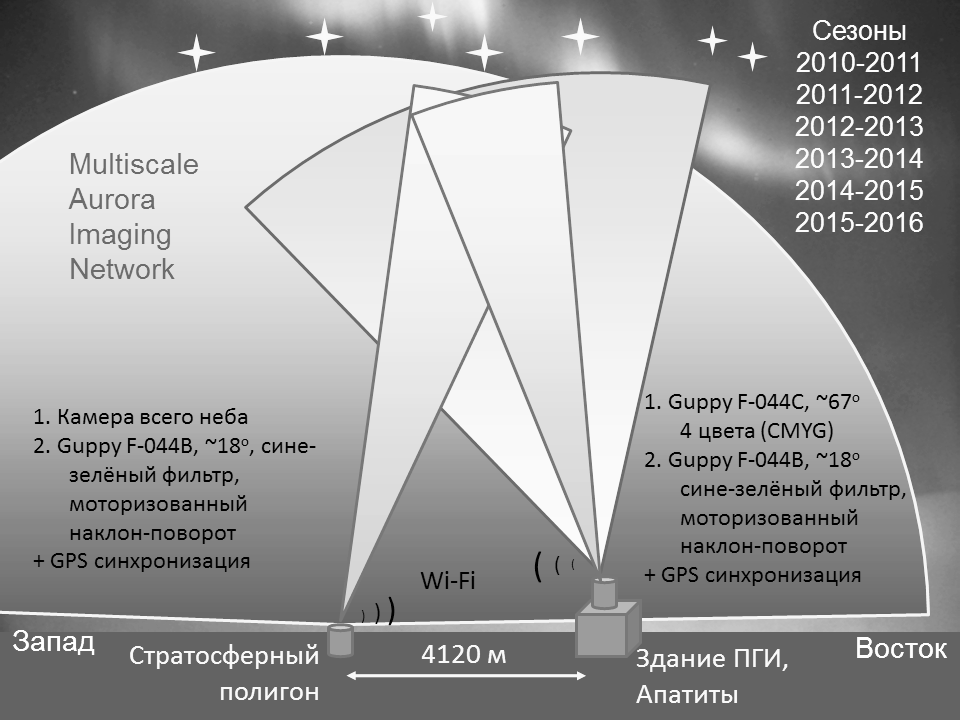 Сезоны
2010-2011
2011-2012
2012-2013
2013-2014
2014-2015
2015-2016
Multiscale
Aurora
Imaging
Network
1. Камера всего неба
2. Guppy F-044B, ~18º, сине-
зелёный фильтр,
моторизованный
наклон-поворот
+ GPS синхронизация
1. Guppy F-044C, ~67º
4 цвета (CMYG)
2. Guppy F-044B, ~18º
сине-зелёный фильтр,
моторизованный
наклон-поворот
+ GPS синхронизация
Wi-Fi
Запад
Восток
Стратосферный
полигон
4120 м
Здание ПГИ,
Апатиты